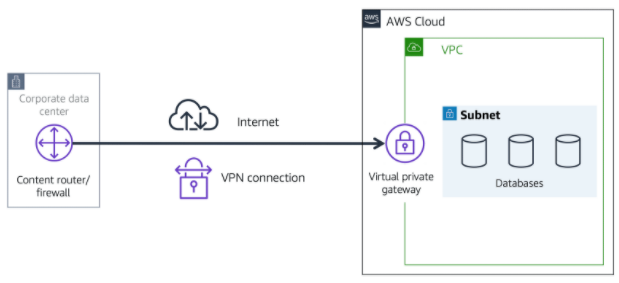 aws
AWS Cloud
VPC
Corporate data
center
Content router/
firewall
Internet
VPN connection
Virtual private
gateway
Subnet
Databases